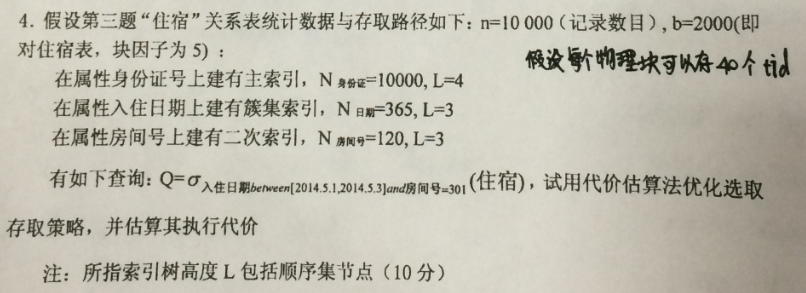 4. 假设第三题“住宿”关系表统计数据与存取路径如下：n=10 000（记录数目）, b=2000(即
对住宿表，块因子为 5)：
假设每个物理块可以存40个tid
在属性身份证号上建有主索引，N 身份证=10000, L=4
在属性入住日期上建有簇集索引，N 日期=365, L=3
在属性房间号上建有二次索引，N 房间号=120, L=3
有如下查询：Q=σ入住日期between[2014.5.1,2014.5.3]and房间号=301(住宿)，试用代价估算法优化选取
存取策略，并估算其执行代价
注：所指索引树高度 L 包括顺序集节点（10 分）